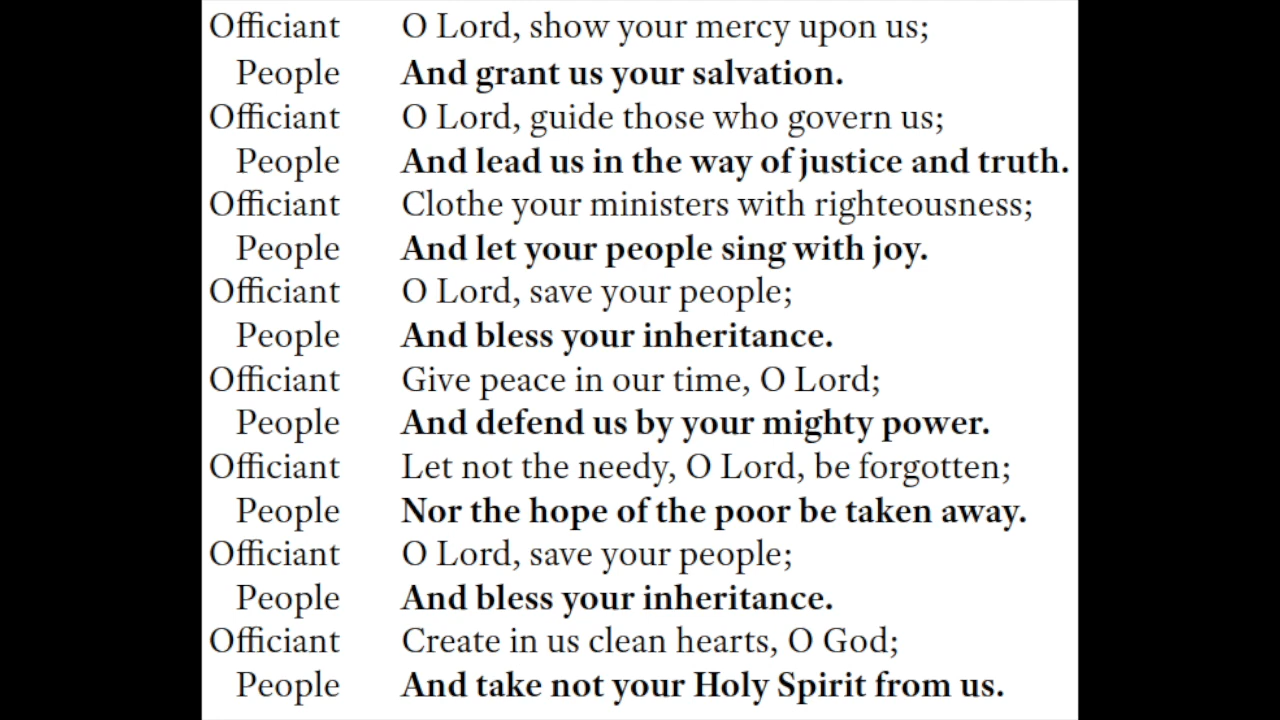 Officiant O Lord, show your mercy upon us;
People And grant us your salvation.
Officiant O Lord, guide those who govern us;
People And lead us in the way of justice and truth.
Officiant Clothe your ministers with righteousness;
People And let your people sing with joy.
Officiant O Lord, save your people;
People And bless your inheritance.
Officiant Give peace in our time, O Lord;
People And defend us by your mighty power.
Officiant Let not the needy, O Lord, be forgotten;
People Nor the hope of the poor be taken away.
Officiant O Lord, save your people;
People And bless your inheritance.
Officiant Create in us clean hearts, O God;
People And take not your Holy Spirit from us.